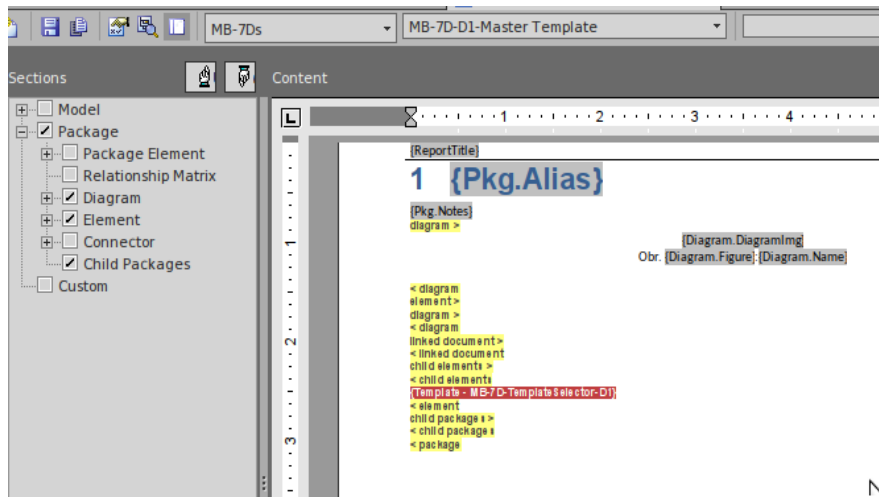 MB-7Ds
MB-7D-D1-Master Template
Sections
Content
Model
Package
Package Element
Relationship Matrix
Diagram
Element
Connector
Child Packages
Custom
L
1 2 3 4
1
2
3
{ReportTitle}
1 {Pkg.Alias}
{Pkg.Notes}
diagram >
{Diagram.DiagramImg}
Obr. {Diagram.Figure}:{Diagram.Name}
< diagram
element >
diagram >
< diagram
linked document >
< linked document
child elements >
< child elements
{Template - MB-7D-TemplateSelector-D1}
< element
child packages >
< child packages
< package